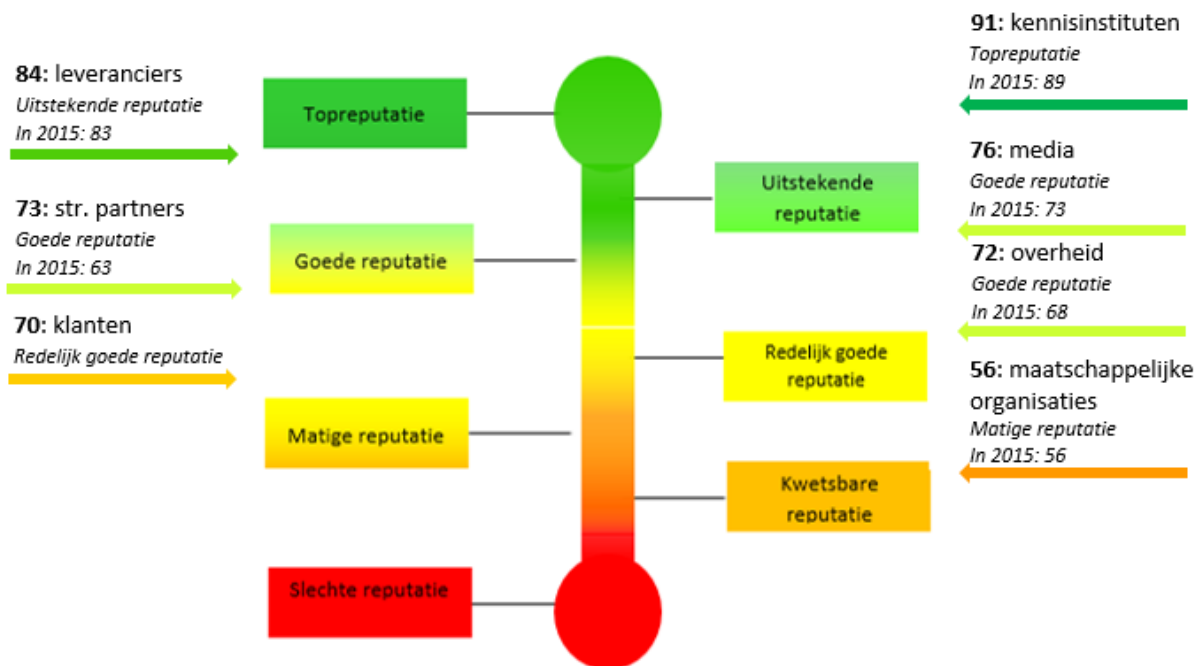 84: leveranciers
Uitstekende reputatie
In 2015: 83
73: str. partners
Goede reputatie
In 2015: 63
70: klanten
Redelijk goede reputatie
Topreputatie
Goede reputatie
Matige reputatie
Slechte reputatie
Uitstekende
reputatie
Redelijk goede
reputatie
Kwetsbare
reputatie
91: kennisinstituten
Topreputatie
In 2015: 89
76: media
Goede reputatie
In 2015: 73
72: overheid
Goede reputatie
In 2015: 68
56: maatschappelijke
organisaties
Matige reputatie
In 2015: 56